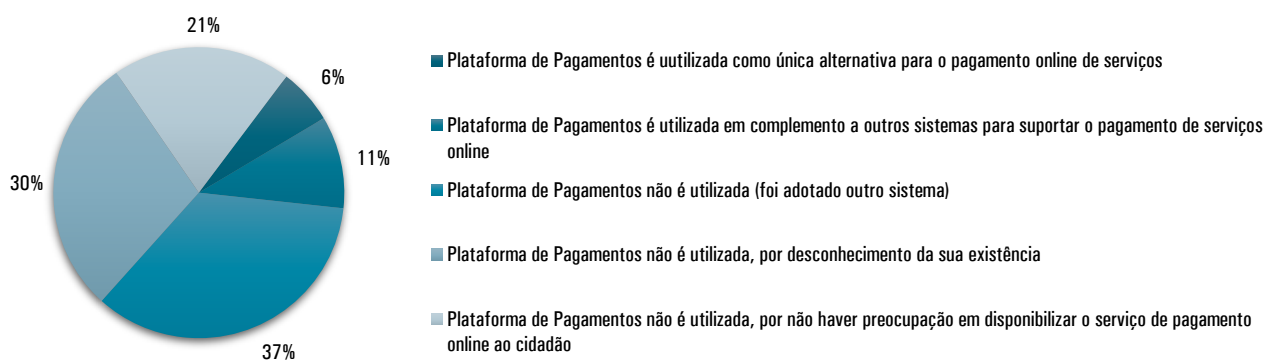 21%
6%
11%
30%
37%
Plataforma de Pagamentos é uutilizada como única alternativa para o pagamento online de serviços
Plataforma de Pagamentos é utilizada em complemento a outros sistemas para suportar o pagamento de serviços
online
Plataforma de Pagamentos não é utilizada (foi adotado outro sistema)
Plataforma de Pagamentos não é utilizada, por desconhecimento da sua existência
Plataforma de Pagamentos não é utilizada, por não haver preocupação em disponibilizar o serviço de pagamento
online ao cidadão